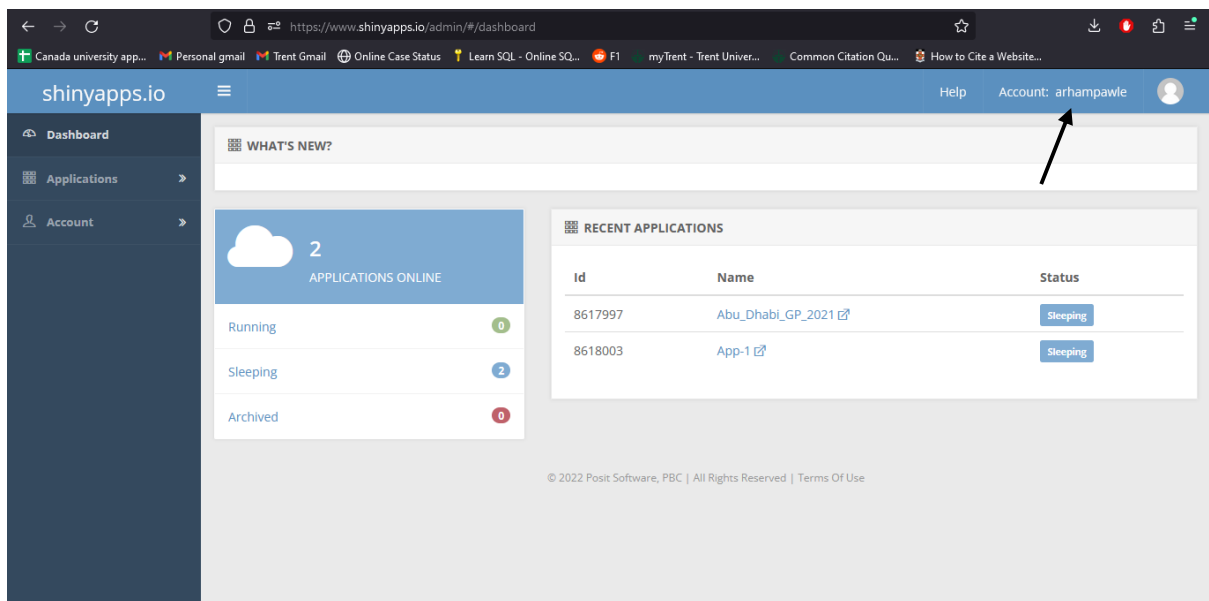 https://www.shinyapps.io/admin/#/dashboard
Canada university app... Personal gmail Trent Gmail Online Case Status Learn SQL - Online SQ... F1 myTrent - Trent Univer... Common Citation Qu... How to Cite a Website...
shinyapps.io Help Account: arhampawle
Dashboard
WHAT'S NEW?
Applications
Account
RECENT APPLICATIONS
2
APPLICATIONS ONLINE
Id Name Status
Running 0
8617997 Abu_Dhabi_GP_2021 Sleeping
8618003 App-1 Sleeping
Sleeping 2
Archived 0
© 2022 Posit Software, PBC | All Rights Reserved | Terms Of Use